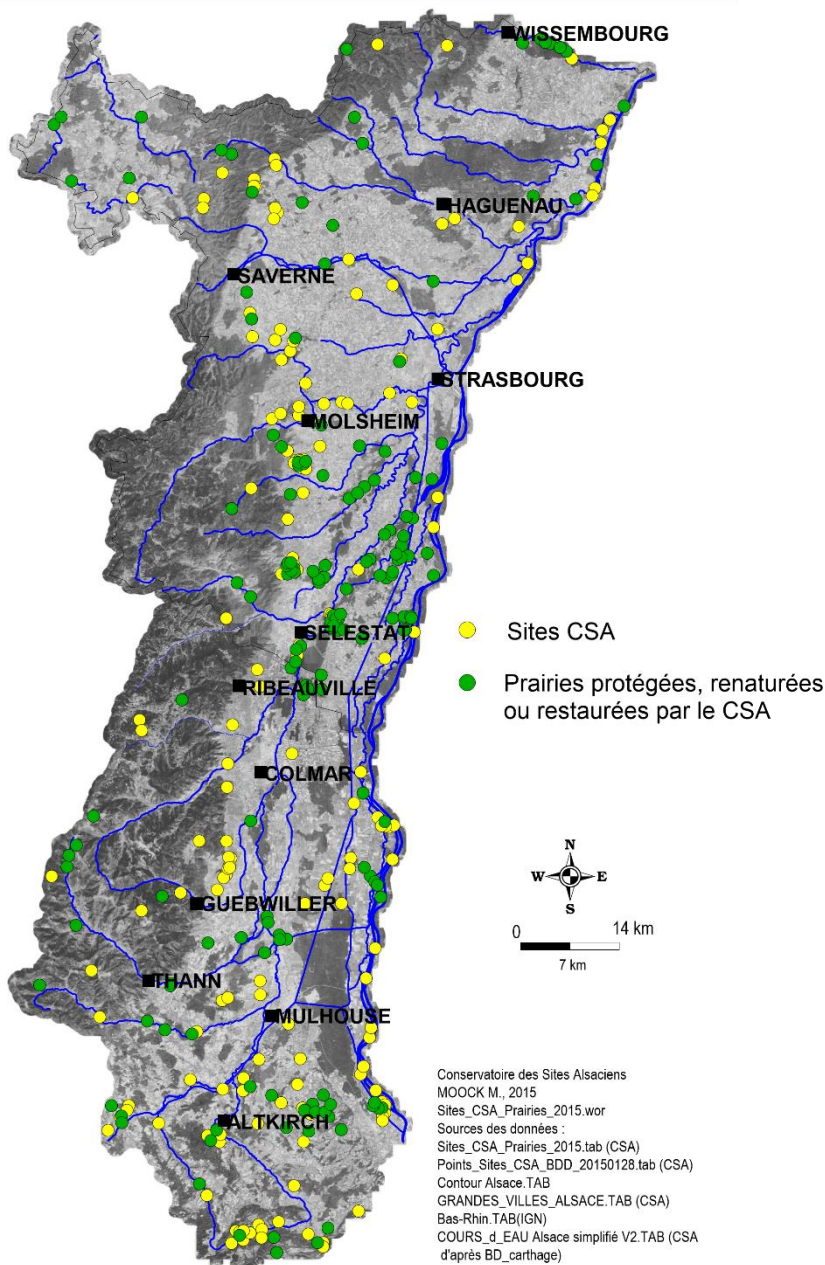 WISSEMBOURG
HAGUENAU
SAVERNE
STRASBOURG
MOLSHEIM
SELESTAT
Sites CSA
RIBEAUVILLE
Prairies protégées, renaturées
ou restaurées par le CSA
COLMAR
N
W E
S
GUEBWILLER
0 14 km
7 km
THANN
MULHOUSE
Conservatoire des Sites Alsaciens
MOOCK M., 2015
Sites_CSA_Prairies_2015.wor
Sources des données :
Sites_CSA_Prairies_2015.tab (CSA)
Points_Sites_CSA_BDD_20150128.tab (CSA)
ALTKIRCH
Contour Alsace.TAB
GRANDES_VILLES_ALSACE.TAB (CSA)
Bas-Rhin.TAB(IGN)
COURS_d_EAU Alsace simplifié V2.TAB (CSA
d'après BD_carthage)